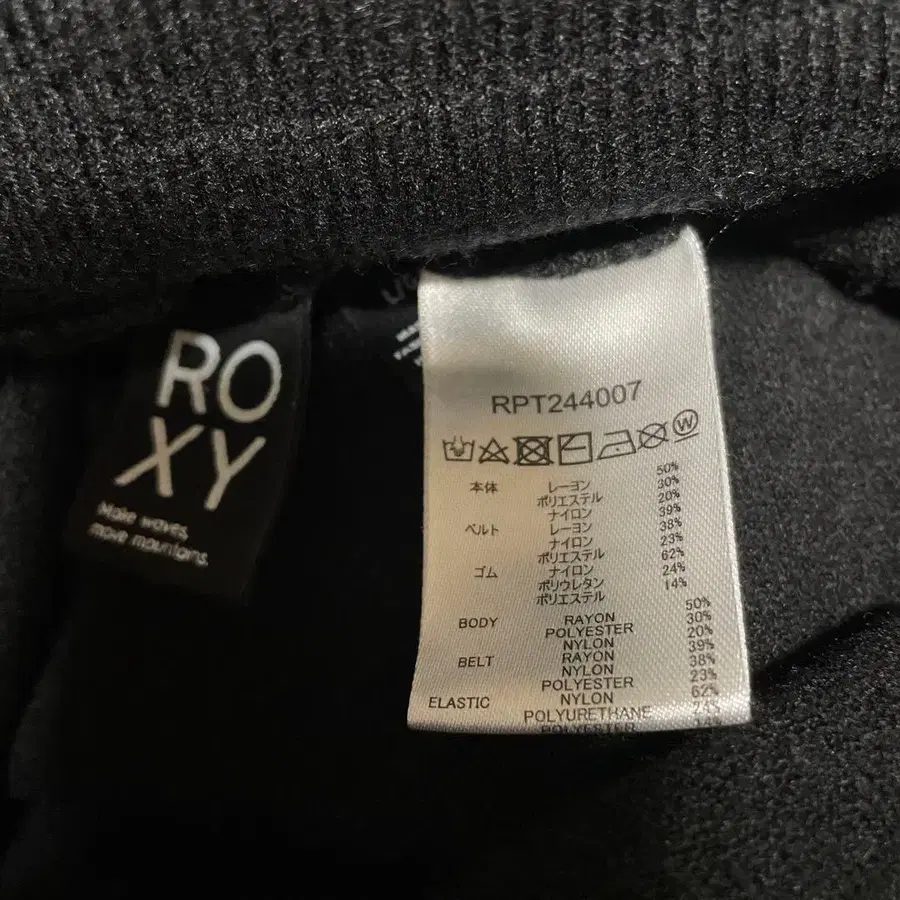 RO
XY
Make waves,
move mountains.
RPT244007
W
本体 レーヨン 50%
ポリエステル 30%
ナイロン 20%
ベルト レーヨン 39%
ナイロン 38%
ポリエステル 23%
ゴム ナイロン 62%
ポリウレタン 24%
ポリエステル 14%
BODY RAYON 50%
POLYESTER 30%
NYLON 20%
BELT RAYON 39%
NYLON 38%
POLYESTER 23%
ELASTIC NYLON 62%
POLYURETHANE 24%
POLYESTER 14%